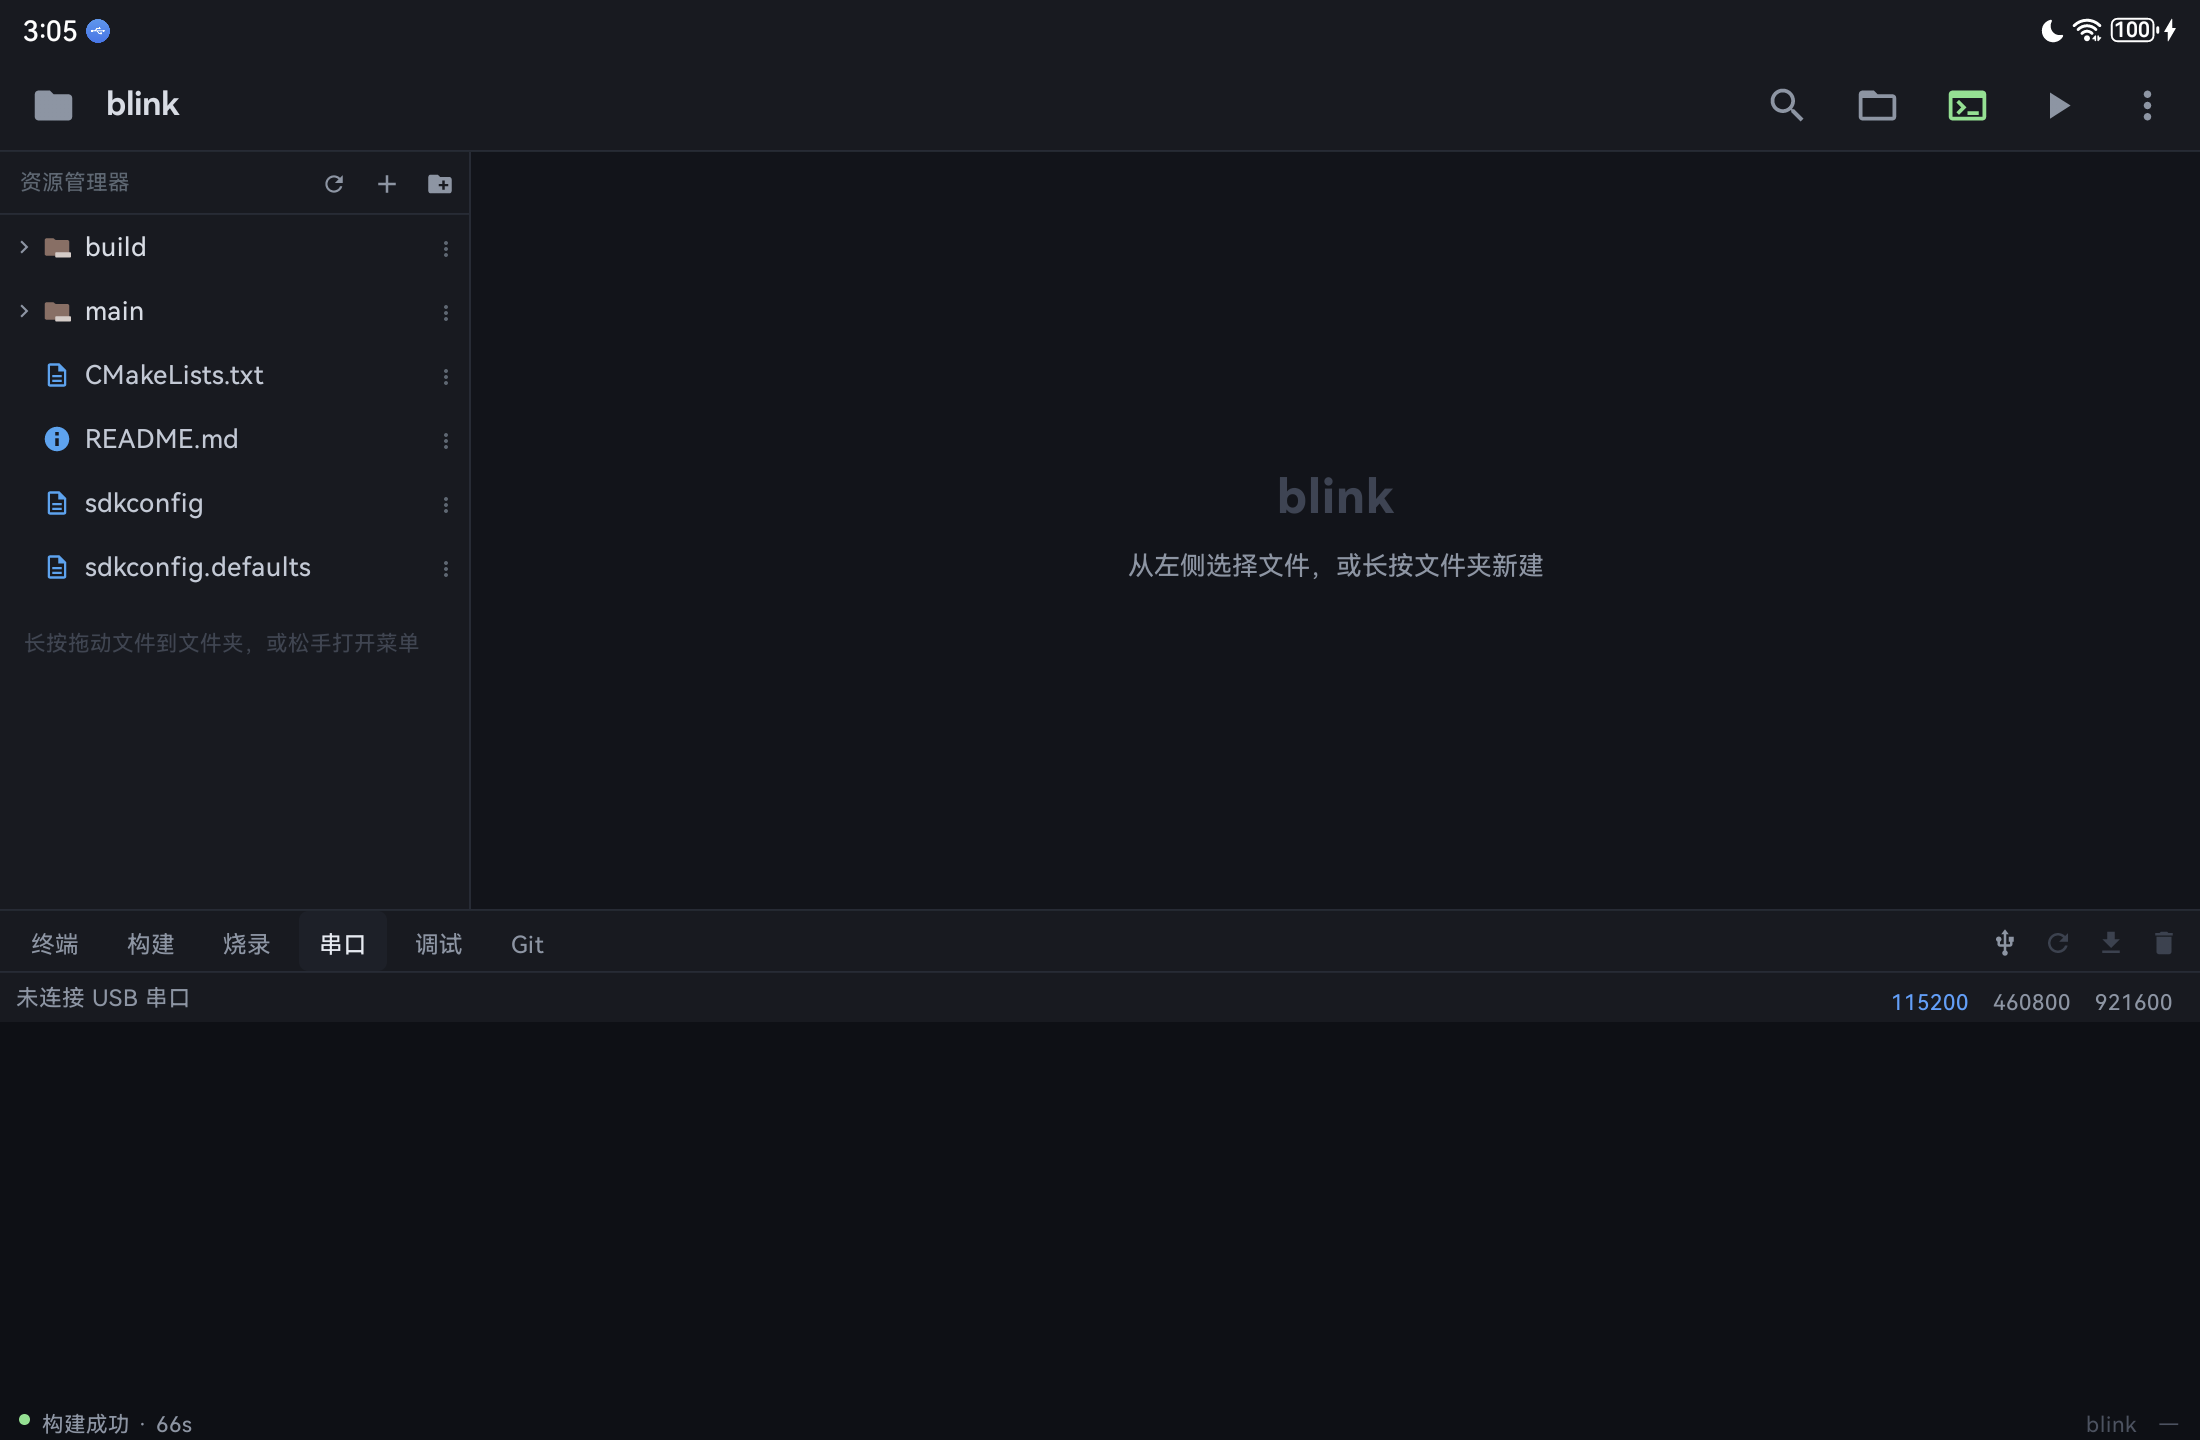 3:05
100
blink
资源管理器
build
main
CMakeLists.txt
README.md
sdkconfig
sdkconfig.defaults
长按拖动文件到文件夹，或松手打开菜单
blink
从左侧选择文件，或长按文件夹新建
终端 构建 烧录 串口 调试 Git
未连接 USB 串口
115200 460800 921600
构建成功 · 66s
blink —